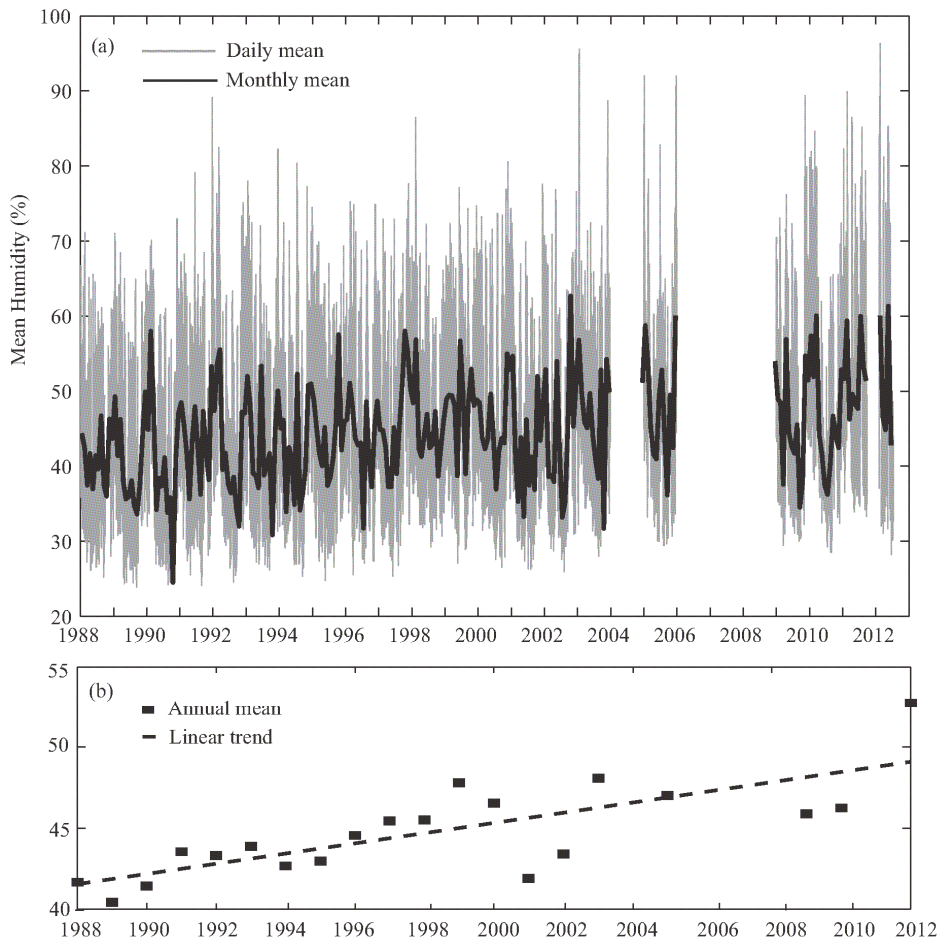 100
(a)
Daily mean
Monthly mean
90
80
70
60
50
40
30
20
Mean Humidity (%)
1988 1990 1992 1994 1996 1998 2000 2002 2004 2006 2008 2010 2012
55
(b)
Annual mean
Linear trend
50
45
40
1988 1990 1992 1994 1996 1998 2000 2002 2004 2006 2008 2010 2012